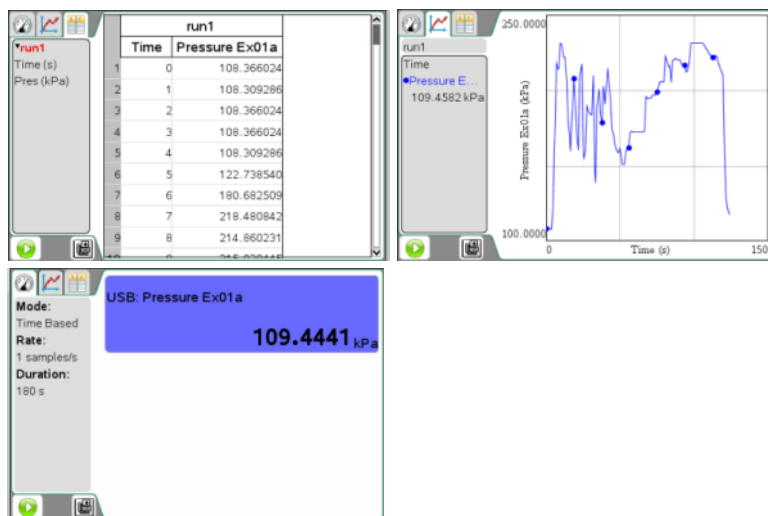 ▾run1
Time (s)
Pres (kPa)
run1
Time Pressure Ex01a
1 0 108.366024
2 1 108.309286
3 2 108.366024
4 3 108.366024
5 4 108.309286
6 5 122.738540
7 6 180.682509
8 7 218.480842
9 8 214.860231
run1
Time
Pressure E...
109.4582 kPa
250.0000
Pressure Ex01a (kPa)
100.0000
0 Time (s) 150
Mode:
Time Based
Rate:
1 samples/s
Duration:
180 s
USB: Pressure Ex01a
109.4441 kPa